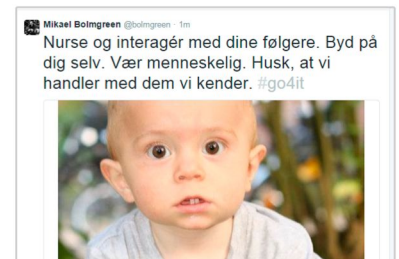 Mikael Bolmgreen @bolmgreen · 1m
Nurse og interagér med dine følgere. Byd på
dig selv. Vær menneskelig. Husk, at vi
handler med dem vi kender. #go4it